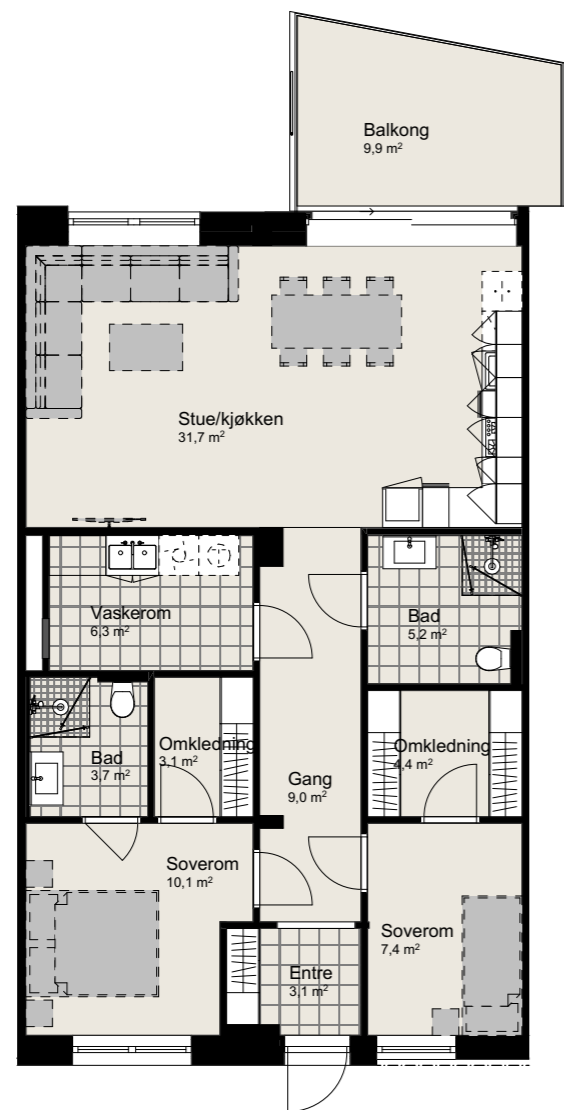 Balkong
9,9 m²
Stue/kjøkken
31,7 m²
Vaskerom
6,3 m²
Bad
5,2 m²
Bad
3,7 m²
Omkledning
3,1 m²
Gang
9,0 m²
Omkledning
4,4 m²
Soverom
10,1 m²
Soverom
7,4 m²
Entre
3,1 m²